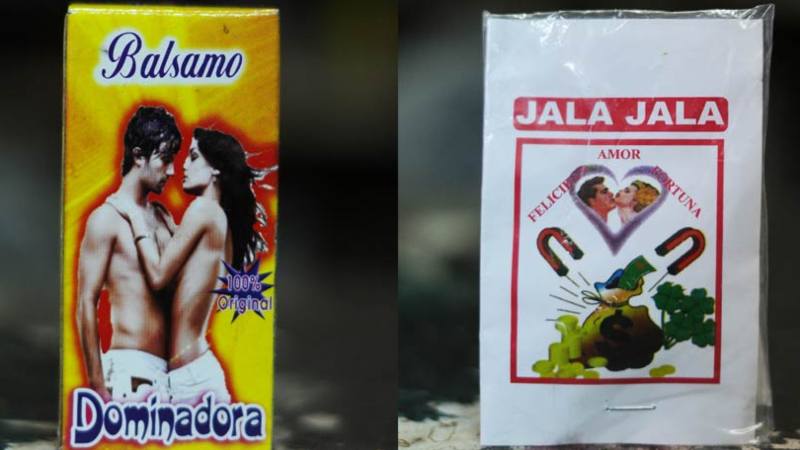 Balsamo
100%
Original
Dominadora
JALA JALA
AMOR
FELICIDAD
FORTUNA
$